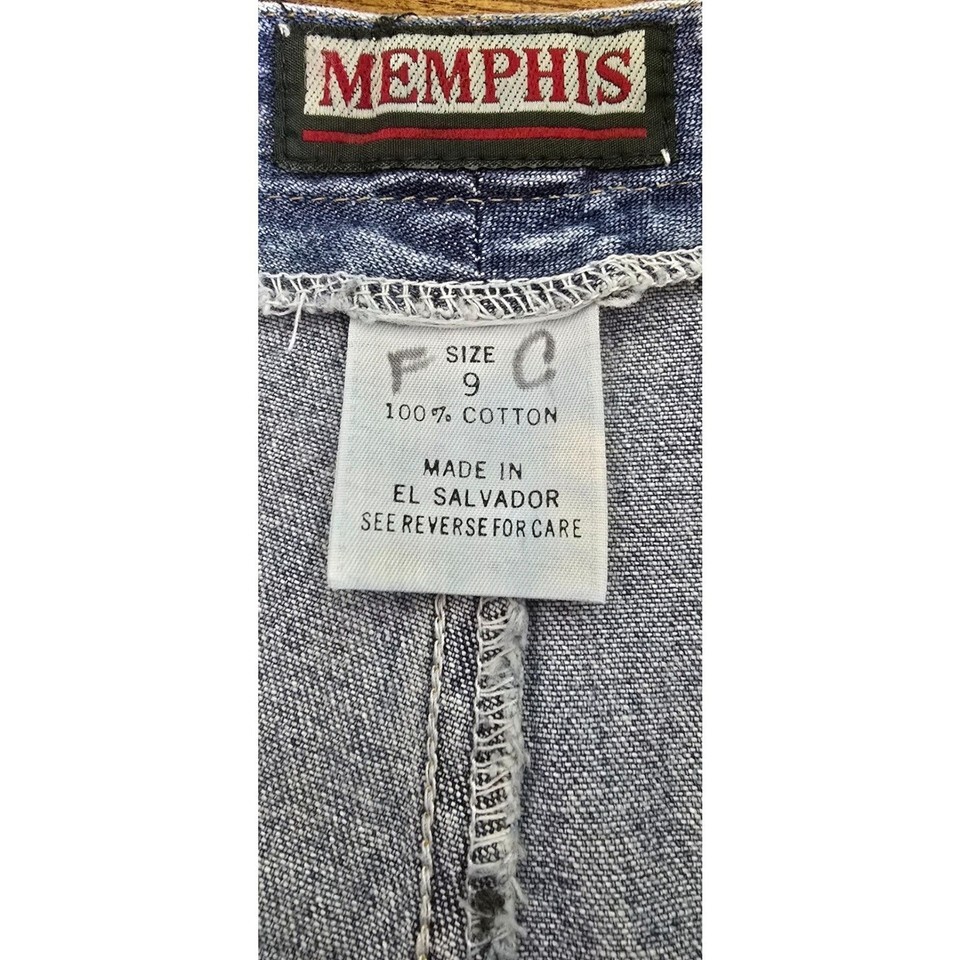 MEMPHIS
F SIZE C
9
100% COTTON
MADE IN
EL SALVADOR
SEE REVERSE FOR CARE